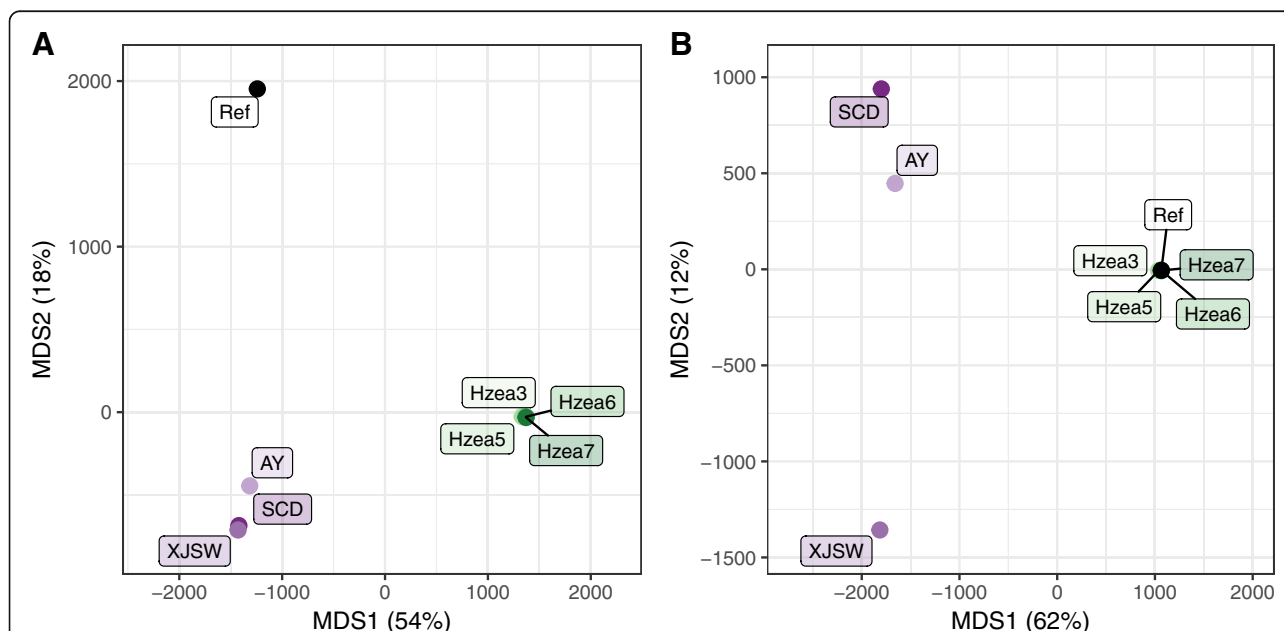 A
MDS2 (18%)
2000
1000
0
Ref
Hzea3
Hzea6
Hzea5
Hzea7
AY
SCD
XJSW
−2000
−1000
0
1000
2000
MDS1 (54%)
B
MDS2 (12%)
1000
500
0
−500
−1000
−1500
SCD
AY
Ref
Hzea3
Hzea7
Hzea5
Hzea6
XJSW
−2000
−1000
0
1000
2000
MDS1 (62%)